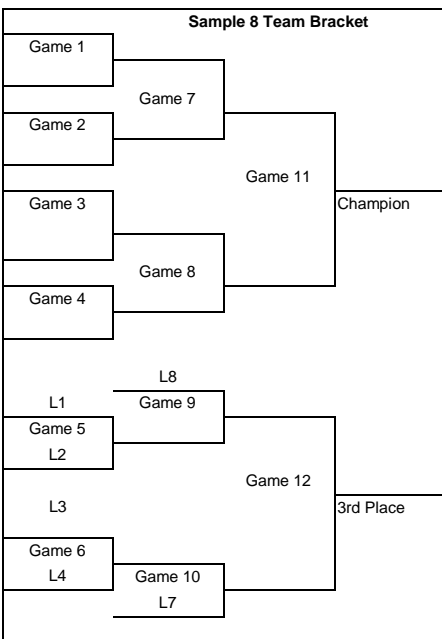 Sample 8 Team Bracket
Game 1
Game 7
Game 2
Game 11
Game 3
Champion
Game 8
Game 4
L8
L1
Game 9
Game 5
L2
Game 12
L3
3rd Place
Game 6
L4
Game 10
L7